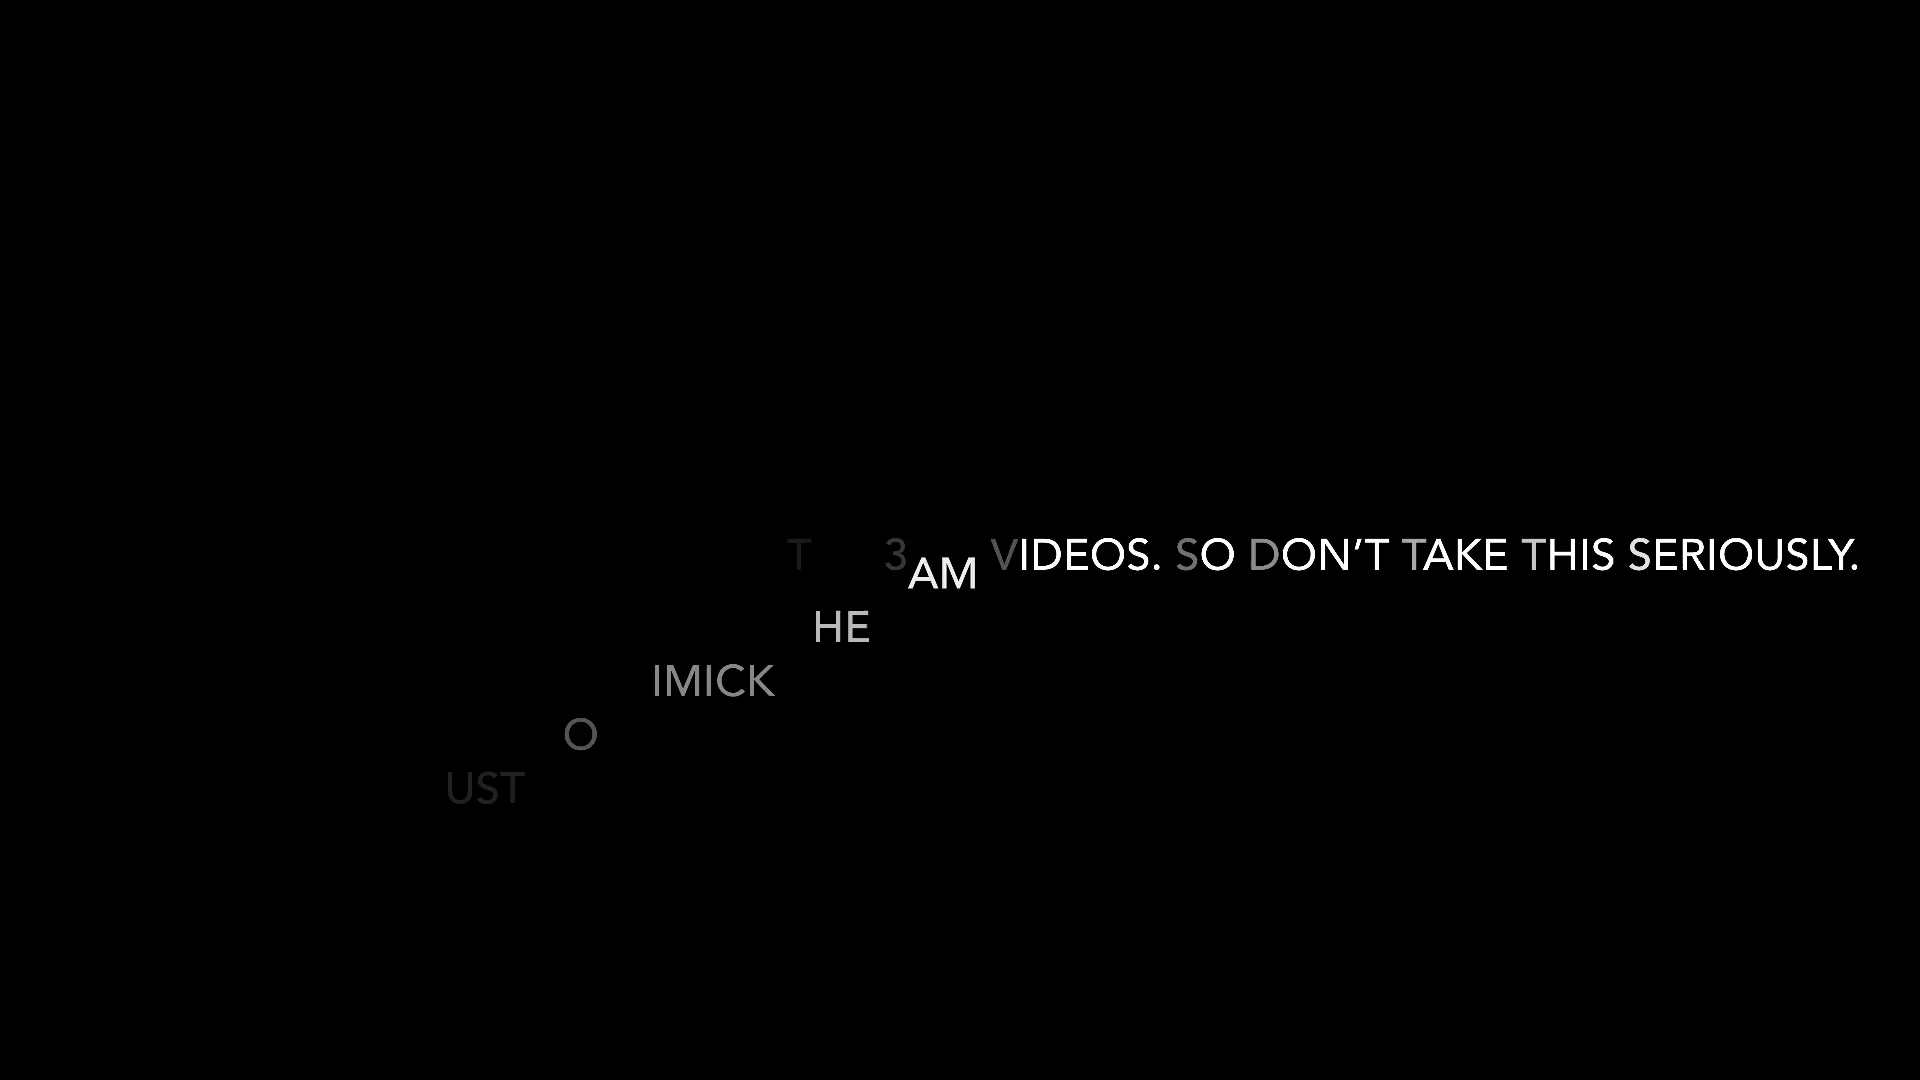 T 3AM VIDEOS. SO DON’T TAKE THIS SERIOUSLY.
HE
IMICK
O
UST